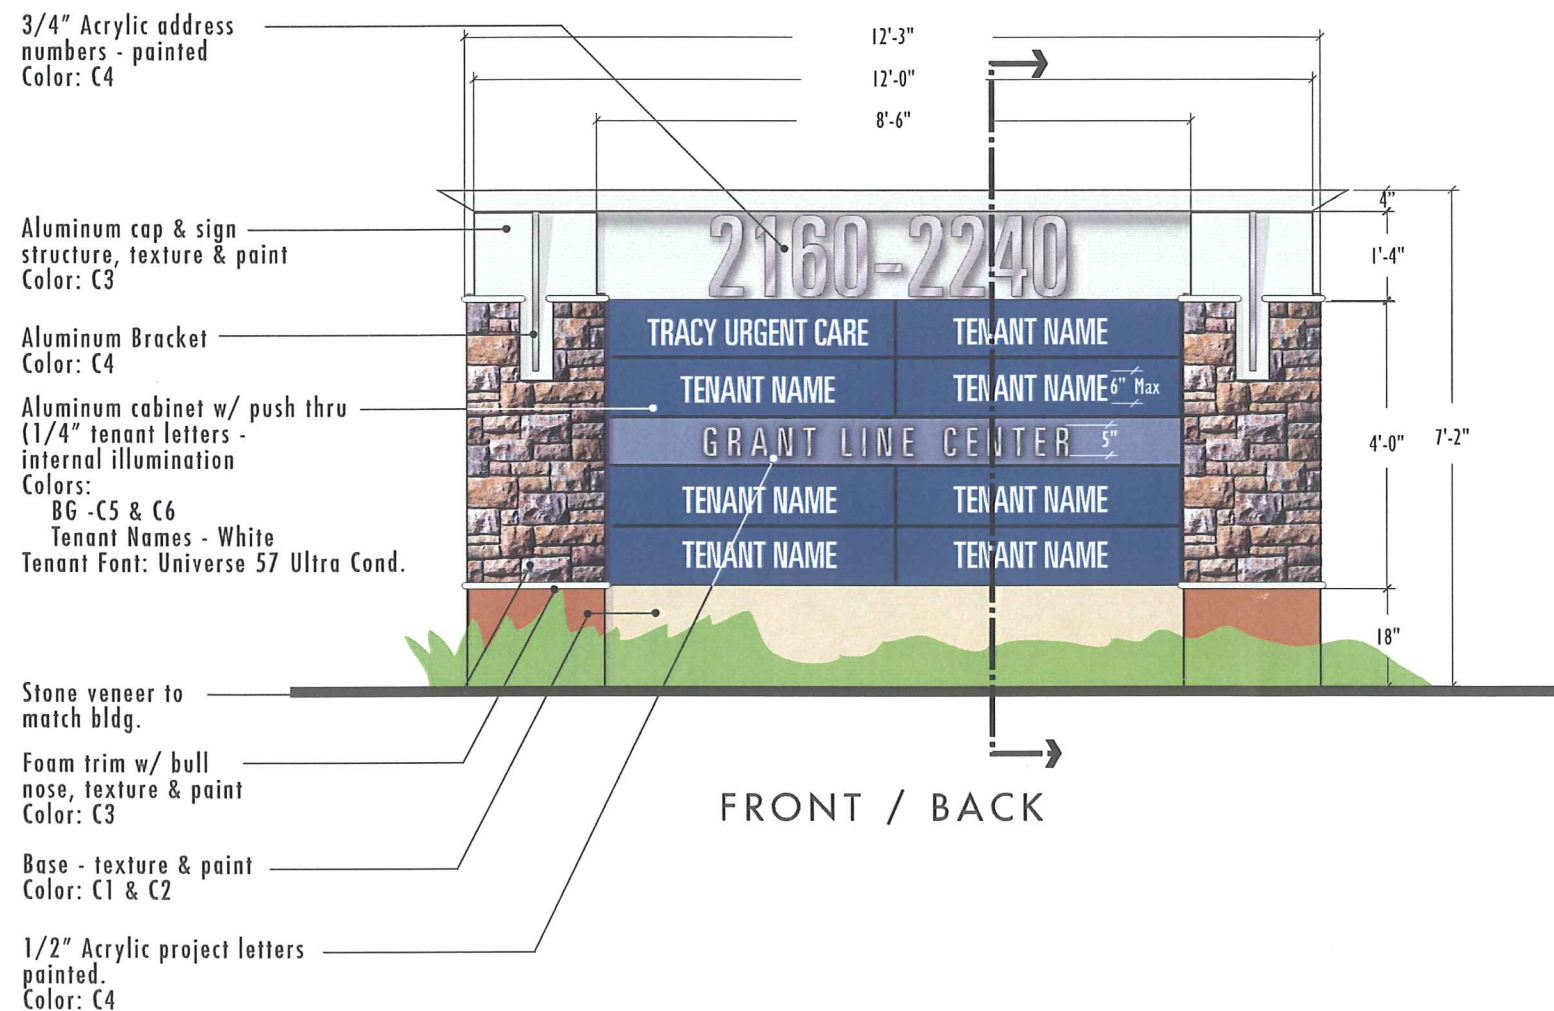 3/4" Acrylic address
numbers - painted
Color: C4
Aluminum cap & sign
structure, texture & paint
Color: C3
Aluminum Bracket
Color: C4
Aluminum cabinet w/ push thru
(1/4" tenant letters -
internal illumination
Colors:
BG -C5 & C6
Tenant Names - White
Tenant Font: Universe 57 Ultra Cond.
Stone veneer to
match bldg.
Foam trim w/ bull
nose, texture & paint
Color: C3
Base - texture & paint
Color: C1 & C2
1/2" Acrylic project letters
painted.
Color: C4
12'-3"
12'-0"
8'-6"
2160-2240
TRACY URGENT CARE TENANT NAME
TENANT NAME TENANT NAME 6" Max
GRANT LINE CENTER 5"
TENANT NAME TENANT NAME
TENANT NAME TENANT NAME
4"
1'-4"
4'-0"
7'-2"
18"
FRONT / BACK